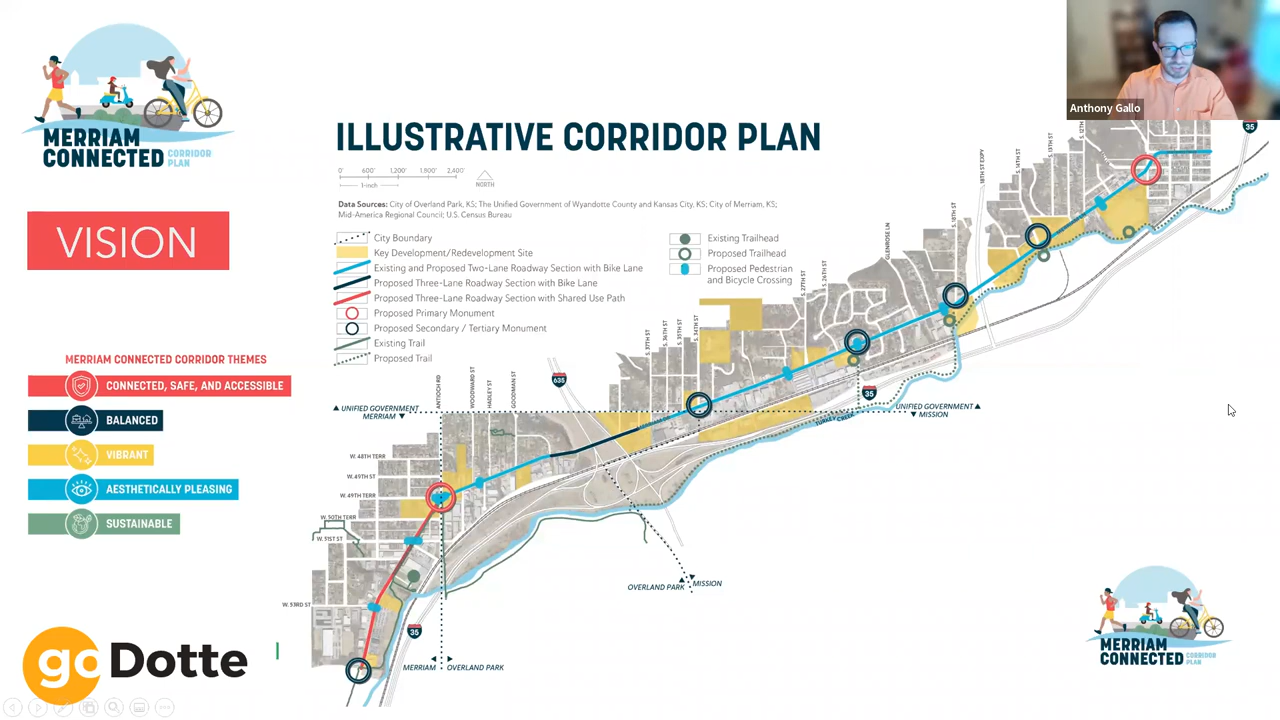 MERRIAM
CONNECTED
CORRIDOR
PLAN
VISION
MERRIAM CONNECTED CORRIDOR THEMES
CONNECTED, SAFE, AND ACCESSIBLE
BALANCED
VIBRANT
AESTHETICALLY PLEASING
SUSTAINABLE
go Dotte
ILLUSTRATIVE CORRIDOR PLAN
0' 600' 1,200' 1,800' 2,400'
1-inch
NORTH
Data Sources: City of Overland Park, KS; The Unified Government of Wyandotte County and Kansas City, KS; City of Merriam, KS;
Mid-America Regional Council; U.S. Census Bureau
City Boundary
Key Development/Redevelopment Site
Existing and Proposed Two-Lane Roadway Section with Bike Lane
Proposed Three-Lane Roadway Section with Bike Lane
Proposed Three-Lane Roadway Section with Shared Use Path
Proposed Primary Monument
Proposed Secondary / Tertiary Monument
Existing Trail
Proposed Trail
Existing Trailhead
Proposed Trailhead
Proposed Pedestrian
and Bicycle Crossing
Anthony Gallo
35
S. 12TH ST
S. 13TH ST
S. 14TH ST
18TH ST EXPY
S. 18TH ST
GLENROSE LN
S. 26TH ST
S. 27TH ST
S. 34TH ST
S. 35TH ST
S. 36TH ST
S. 37TH ST
635
GOODMAN ST
HADLEY ST
WOODWARD ST
ANTIOCH RD
35
UNIFIED GOVERNMENT
MERRIAM
UNIFIED GOVERNMENT
MISSION
TURKEY CREEK
W. 48TH TERR
W. 49TH ST
W. 49TH TERR
W. 50TH TERR
W. 51ST ST
W. 53RD ST
OVERLAND PARK
MISSION
35
MERRIAM
OVERLAND PARK
MERRIAM
CONNECTED
CORRIDOR
PLAN